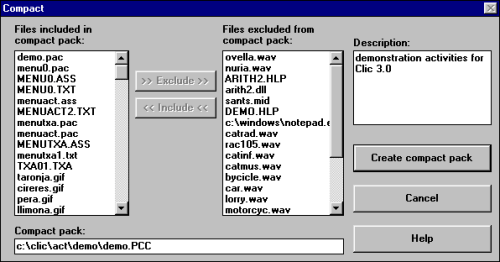 Compact
Files included in
compact pack:
demo.pac
menu0.pac
MENU0.ASS
MENU0.TXT
menuact.ass
MENUACT2.TXT
menutxa.pac
menuact.pac
MENUTXA.ASS
menutxa1.txt
TXA01.TXA
taronja.gif
cireres.gif
pera.gif
llimona.gif
>> Exclude >>
<< Include <<
Files excluded from
compact pack:
ovella.wav
nuria.wav
ARITH2.HLP
arith2.dll
sants.mid
DEMO.HLP
c:\windows\notepad.e
catrad.wav
rac105.wav
catinf.wav
catmus.wav
bycicle.wav
car.wav
lorry.wav
motorcyc.wav
Description:
demonstration activities for
Clic 3.0
Create compact pack
Cancel
Help
Compact pack:
c:\clic\act\demo\demo.PCC